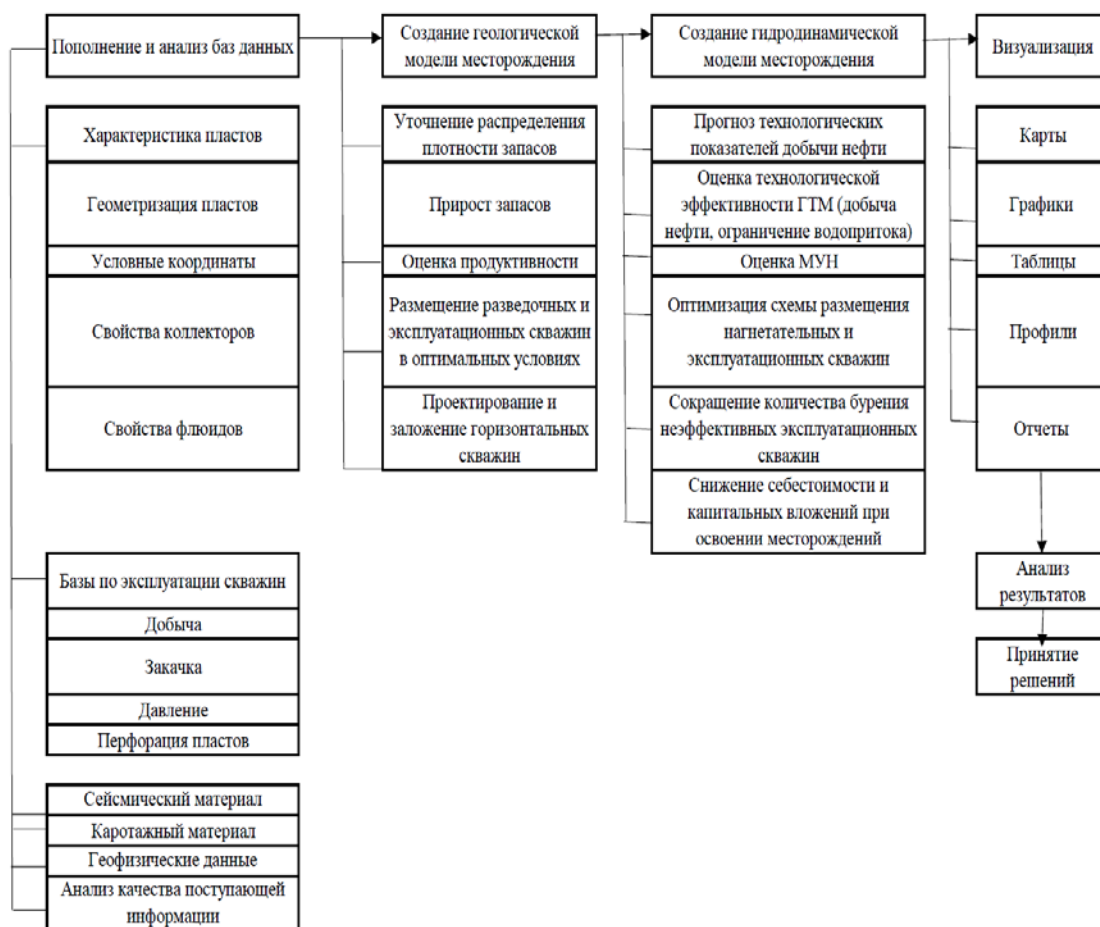 Пополнение и анализ баз данных
Характеристика пластов
Геометризация пластов
Условные координаты
Свойства коллекторов
Свойства флюидов
Базы по эксплуатации скважин
Добыча
Закачка
Давление
Перфорация пластов
Сейсмический материал
Каротажный материал
Геофизические данные
Анализ качества поступающей
информации
Создание геологической
модели месторождения
Уточнение распределения
плотности запасов
Прирост запасов
Оценка продуктивности
Размещение разведочных и
эксплуатационных скважин
в оптимальных условиях
Проектирование и
заложение горизонтальных
скважин
Создание гидродинамической
модели месторождения
Прогноз технологических
показателей добычи нефти
Оценка технологической
эффективности ГТМ (добыча
нефти, ограничение водопритока)
Оценка МУН
Оптимизация схемы размещения
нагнетательных и
эксплуатационных скважин
Сокращение количества бурения
неэффективных эксплуатационных
скважин
Снижение себестоимости и
капитальных вложений при
освоении месторождений
Визуализация
Карты
Графики
Таблицы
Профили
Отчеты
Анализ
результатов
Принятие
решений